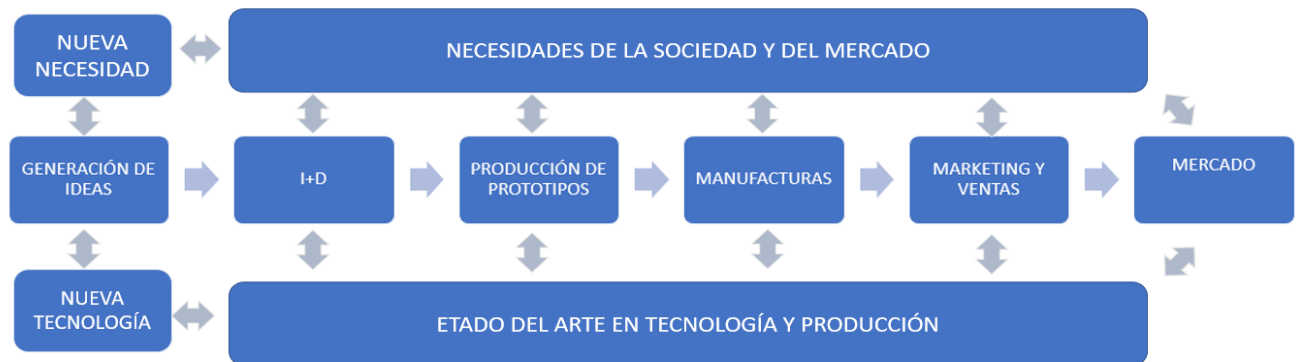 NUEVA
NECESIDAD
NECESIDADES DE LA SOCIEDAD Y DEL MERCADO
GENERACIÓN DE
IDEAS
I+D
PRODUCCIÓN DE
PROTOTIPOS
MANUFACTURAS
MARKETING Y
VENTAS
MERCADO
NUEVA
TECNOLOGÍA
ETADO DEL ARTE EN TECNOLOGÍA Y PRODUCCIÓN